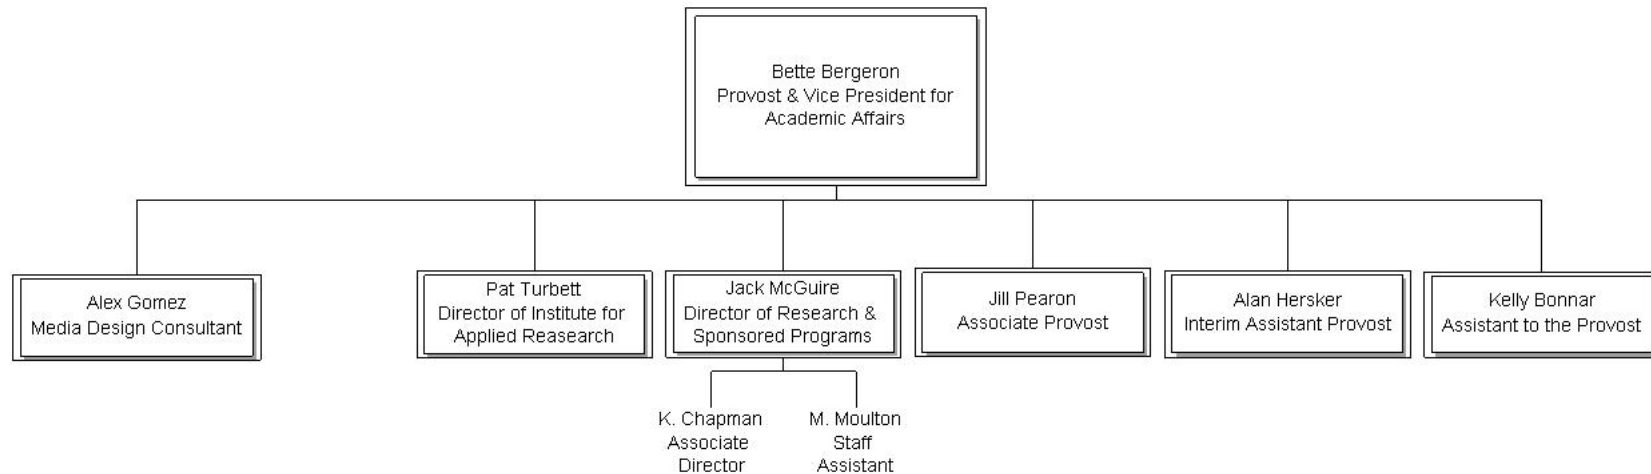 Bette Bergeron
Provost & Vice President for
Academic Affairs
Alex Gomez
Media Design Consultant
Pat Turbett
Director of Institute for
Applied Reasearch
Jack McGuire
Director of Research &
Sponsored Programs
Jill Pearon
Associate Provost
Alan Hersker
Interim Assistant Provost
Kelly Bonnar
Assistant to the Provost
K. Chapman
Associate
Director
M. Moulton
Staff
Assistant